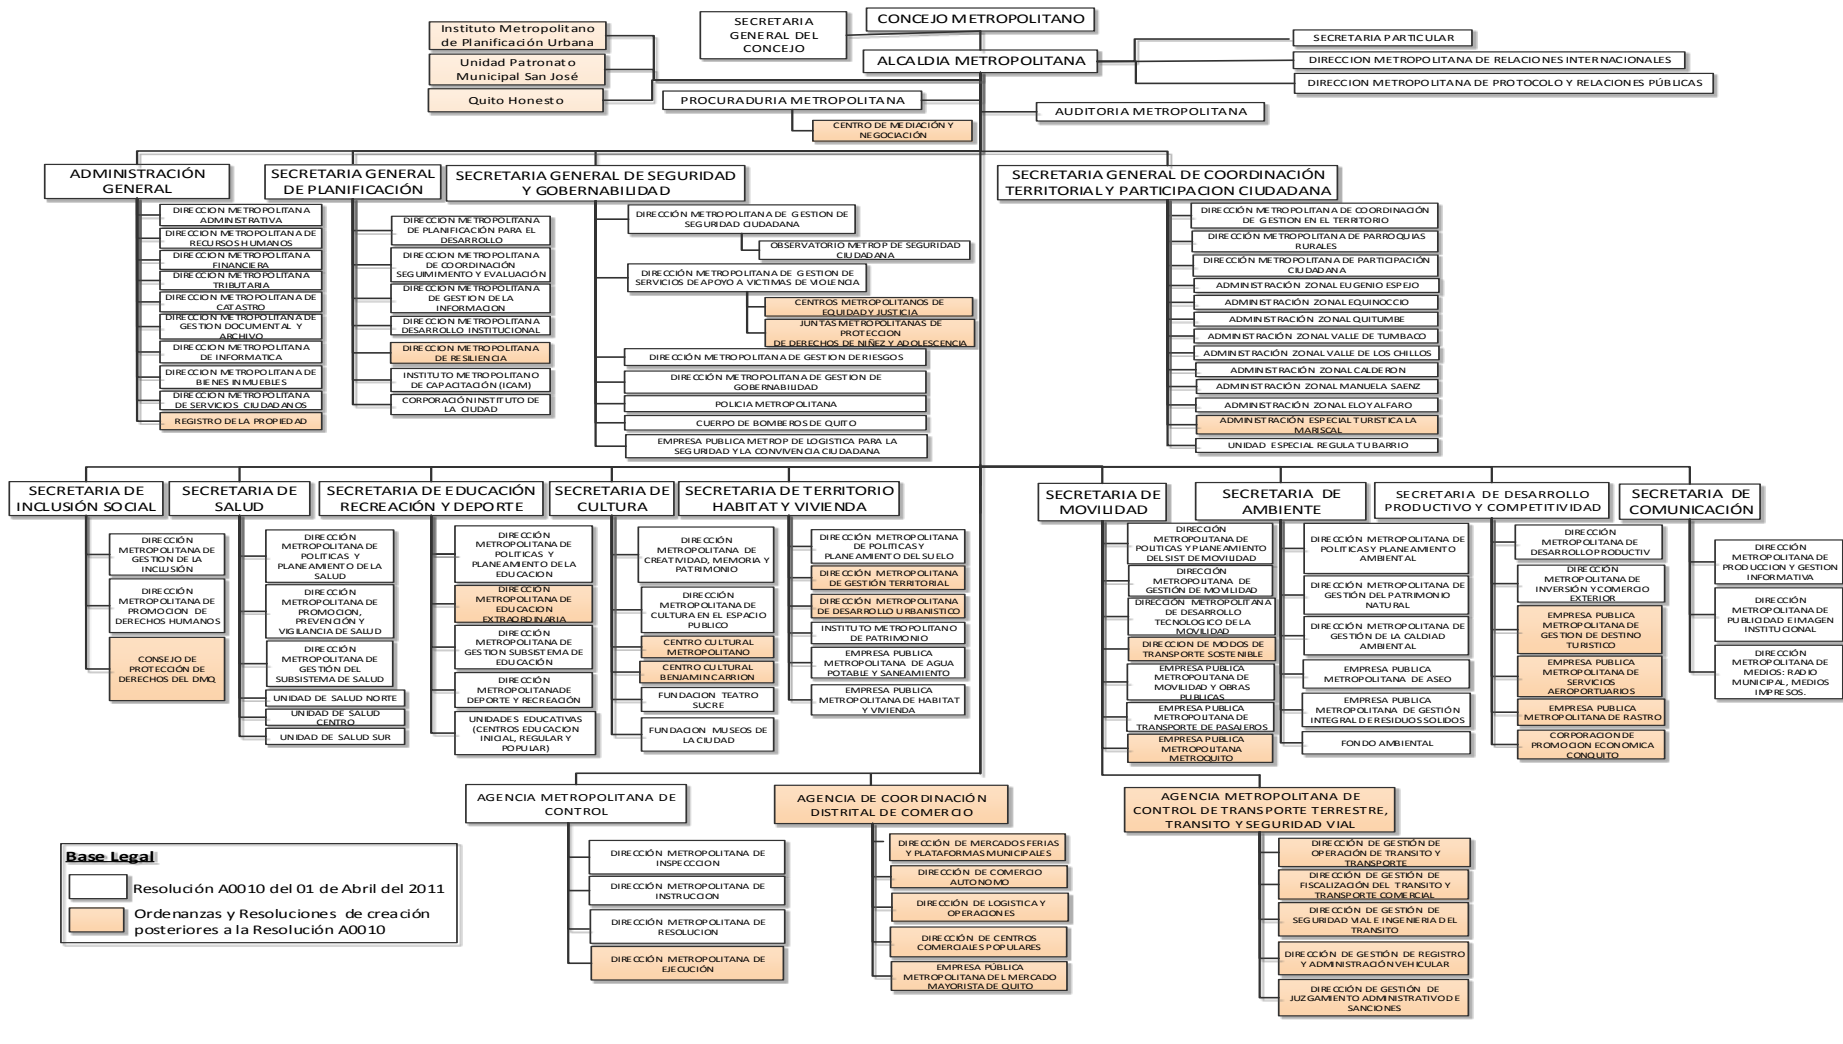 SECRETARIA
GENERAL DEL
CONCEJO
CONCEJO METROPOLITANO
Instituto Metropolitano
de Planificación Urbana
Unidad Patronato
Municipal San José
Quito Honesto
ALCALDIA METROPOLITANA
SECRETARIA PARTICULAR
DIRECCION METROPOLITANA DE RELACIONES INTERNACIONALES
DIRECCION METROPOLITANA DE PROTOCOLO Y RELACIONES PÚBLICAS
PROCURADURIA METROPOLITANA
CENTRO DE MEDIACIÓN Y
NEGOCIACIÓN
AUDITORIA METROPOLITANA
ADMINISTRACIÓN
GENERAL
DIRECCION METROPOLITANA
ADMINISTRATIVA
DIRECCION METROPOLITANA DE
RECURSOS HUMANOS
DIRECCION METROPOLITANA
FINANCIERA
DIRECCION METROPOLITANA
TRIBUTARIA
DIRECCION METROPOLITANA DE
CATASTRO
DIRECCION METROPOLITANA DE
GESTION DOCUMENTAL Y
ARCHIVO
DIRECCION METROPOLITANA
DE INFORMATICA
DIRECCION METROPOLITANA DE
BIENES INMUEBLES
DIRECCION METROPOLITANA
DE SERVICIOS CIUDADANOS
REGISTRO DE LA PROPIEDAD
SECRETARIA GENERAL
DE PLANIFICACIÓN
DIRECCION METROPOLITANA
DE PLANIFICACIÓN PARA EL
DESARROLLO
DIRECCION METROPOLITANA
DE COORDINACIÓN
SEGUIMIMENTO Y EVALUACIÓN
DIRECCION METROPOLITANA
DE GESTION DE LA
INFORMACION
DIRECCION METROPOLITANA
DESARROLLO INSTITUCIONAL
DIRECCION METROPOLITANA
DE RESILIENCIA
INSTITUTO METROPOLITANO
DE CAPACITACIÓN (ICAM)
CORPORACIÓN INSTITUTO DE
LA CIUDAD
SECRETARIA GENERAL DE SEGURIDAD
Y GOBERNABILIDAD
DIRECCIÓN METROPOLITANA DE GESTION DE
SEGURIDAD CIUDADANA
OBSERVATORIO METROP DE SEGURIDAD
CIUDADANA
DIRECCIÓN METROPOLITANA DE GESTION DE
SERVICIOS DE APOYO A VICTIMAS DE VIOLENCIA
CENTROS METROPOLITANOS DE
EQUIDAD Y JUSTICIA
JUNTAS METROPOLITANAS DE
PROTECCION
DE DERECHOS DE NIÑEZ Y ADOLESCENCIA
DIRECCIÓN METROPOLITANA DE GESTION DE RIESGOS
DIRECCIÓN METROPOLITANA DE GESTION DE
GOBERNABILIDAD
POLICIA METROPOLITANA
CUERPO DE BOMBEROS DE QUITO
EMPRESA PUBLICA METROP DE LOGISTICA PARA LA
SEGURIDAD Y LA CONVIVENCIA CIUDADANA
SECRETARIA GENERAL DE COORDINACIÓN
TERRITORIAL Y PARTICIPACION CIUDADANA
DIRECCIÓN METROPOLITANA DE COORDINACIÓN
DE GESTION EN EL TERRITORIO
DIRECCIÓN METROPOLITANA DE PARROQUIAS
RURALES
DIRECCIÓN METROPOLITANA DE PARTICIPACIÓN
CIUDADANA
ADMINISTRACIÓN ZONAL EUGENIO ESPEJO
ADMINISTRACIÓN ZONAL EQUINOCCIO
ADMINISTRACIÓN ZONAL QUITUMBE
ADMINISTRACIÓN ZONAL VALLE DE TUMBACO
ADMINISTRACIÓN ZONAL VALLE DE LOS CHILLOS
ADMINISTRACIÓN ZONAL CALDERON
ADMINISTRACIÓN ZONAL MANUELA SAENZ
ADMINISTRACIÓN ZONAL ELOY ALFARO
ADMINISTRACIÓN ESPECIAL TURISTICA LA
MARISCAL
UNIDAD ESPECIAL REGULA TU BARRIO
SECRETARIA DE
INCLUSIÓN SOCIAL
DIRECCIÓN
METROPOLITANA DE
GESTION DE LA
INCLUSIÓN
DIRECCIÓN
METROPOLITANA DE
PROMOCION DE
DERECHOS HUMANOS
CONSEJO DE
PROTECCIÓN DE
DERECHOS DEL DMQ
SECRETARIA DE
SALUD
DIRECCIÓN
METROPOLITANA DE
POLITICAS Y
PLANEAMIENTO DE LA
SALUD
DIRECCIÓN
METROPOLITANA DE
PROMOCION,
PREVENCIÓN Y
VIGILANCIA DE SALUD
DIRECCIÓN
METROPOLITANA DE
GESTIÓN DEL
SUBSISTEMA DE SALUD
UNIDAD DE SALUD NORTE
UNIDAD DE SALUD
CENTRO
UNIDAD DE SALUD SUR
SECRETARIA DE EDUCACIÓN
RECREACIÓN Y DEPORTE
DIRECCIÓN
METROPOLITANA DE
POLITICAS Y
PLANEAMIENTO DE LA
EDUCACION
DIRECCIÓN
METROPOLITANA DE
EDUCACION
EXTRAORDINARIA
DIRECCIÓN
METROPOLITANA DE
GESTION SUBSISTEMA DE
EDUCACIÓN
DIRECCIÓN
METROPOLITANA DE
DEPORTE Y RECREACIÓN
UNIDADES EDUCATIVAS
(CENTROS EDUCACION
INICIAL, REGULAR Y
POPULAR)
SECRETARIA DE
CULTURA
DIRECCIÓN
METROPOLITANA DE
CREATIVIDAD, MEMORIA Y
PATRIMONIO
DIRECCIÓN
METROPOLITANA DE
CULTURA EN EL ESPACIO
PUBLICO
CENTRO CULTURAL
METROPOLITANO
CENTRO CULTURAL
BENJAMIN CARRION
FUNDACION TEATRO
SUCRE
FUNDACION MUSEOS DE
LA CIUDAD
SECRETARIA DE TERRITORIO
HABITAT Y VIVIENDA
DIRECCIÓN METROPOLITANA
DE POLITICAS Y
PLANEAMIENTO DEL SUELO
DIRECCIÓN METROPOLITANA
DE GESTIÓN TERRITORIAL
DIRECCIÓN METROPOLITANA
DE DESARROLLO URBANISTICO
INSTITUTO METROPOLITANO
DE PATRIMONIO
EMPRESA PUBLICA
METROPOLITANA DE AGUA
POTABLE Y SANEAMIENTO
EMPRESA PUBLICA
METROPOLITANA DE HABITAT
Y VIVIENDA
SECRETARIA DE
MOVILIDAD
DIRECCIÓN
METROPOLITANA DE
POLITICAS Y PLANEAMIENTO
DEL SIST DE MOVILIDAD
DIRECCIÓN
METROPOLITANA DE
GESTIÓN DE MOVILIDAD
DIRECCIÓN METROPOLITANA
DE DESARROLLO
TECNOLOGICO DE LA
MOVILIDAD
DIRECCION DE MODOS DE
TRANSPORTE SOSTENIBLE
EMPRESA PUBLICA
METROPOLITANA DE
MOVILIDAD Y OBRAS
PUBLICAS
EMPRESA PUBLICA
METROPOLITANA DE
TRANSPORTE DE PASAJEROS
EMPRESA PUBLICA
METROPOLITANA
METROQUITO
SECRETARIA DE
AMBIENTE
DIRECCIÓN METROPOLITANA DE
POLITICAS Y PLANEAMIENTO
AMBIENTAL
DIRECCIÓN METROPOLITANA DE
GESTIÓN DEL PATRIMONIO
NATURAL
DIRECCIÓN METROPOLITANA DE
GESTIÓN DE LA CALDIAD
AMBIENTAL
EMPRESA PUBLICA
METROPOLITANA DE ASEO
EMPRESA PUBLICA
METROPOLITANA DE GESTIÓN
INTEGRAL DE RESIDUOS SOLIDOS
FONDO AMBIENTAL
SECRETARIA DE DESARROLLO
PRODUCTIVO Y COMPETITIVIDAD
DIRECCIÓN
METROPOLITANA DE
DESARROLLO PRODUCTIV
DIRECCIÓN
METROPOLITANA DE
INVERSIÓN Y COMERCIO
EXTERIOR
EMPRESA PUBLICA
METROPOLITANA DE
GESTION DE DESTINO
TURISTICO
EMPRESA PUBLICA
METROPOLITANA DE
SERVICIOS
AEROPORTUARIOS
EMPRESA PUBLICA
METROPOLITANA DE RASTRO
CORPORACION DE
PROMOCION ECONOMICA
CONQUITO
SECRETARIA DE
COMUNICACIÓN
DIRECCIÓN
METROPOLITANA DE
PRODUCCION Y GESTION
INFORMATIVA
DIRECCIÓN
METROPOLITANA DE
PUBLICIDAD E IMAGEN
INSTITUCIONAL
DIRECCIÓN
METROPOLITANA DE
MEDIOS: RADIO
MUNICIPAL, MEDIOS
IMPRESOS.
AGENCIA METROPOLITANA DE
CONTROL
DIRECCIÓN METROPOLITANA DE
INSPECCCION
DIRECCIÓN METROPOLITANA DE
INSTRUCCION
DIRECCIÓN METROPOLITANA DE
RESOLUCION
DIRECCIÓN METROPOLITANA DE
EJECUCIÓN
AGENCIA DE COORDINACIÓN
DISTRITAL DE COMERCIO
DIRECCIÓN DE MERCADOS FERIAS
Y PLATAFORMAS MUNICIPALES
DIRECCIÓN DE COMERCIO
AUTONOMO
DIRECCIÓN DE LOGISTICA Y
OPERACIONES
DIRECCIÓN DE CENTROS
COMERCIALES POPULARES
EMPRESA PÚBLICA
METROPOLITANA DEL MERCADO
MAYORISTA DE QUITO
AGENCIA METROPOLITANA DE
CONTROL DE TRANSPORTE TERRESTRE,
TRANSITO Y SEGURIDAD VIAL
DIRECCIÓN DE GESTIÓN DE
OPERACIÓN DE TRANSITO Y
TRANSPORTE
DIRECCIÓN DE GESTIÓN DE
FISCALIZACIÓN DEL TRANSITO Y
TRANSPORTE COMERCIAL
DIRECCIÓN DE GESTIÓN DE
SEGURIDAD VIAL E INGENIERIA DEL
TRANSITO
DIRECCIÓN DE GESTIÓN DE REGISTRO
Y ADMINISTRACIÓN VEHICULAR
DIRECCIÓN DE GESTIÓN DE
JUZGAMIENTO ADMINISTRATIVO DE
SANCIONES
Base Legal
Resolución A0010 del 01 de Abril del 2011
Ordenanzas y Resoluciones de creación
posteriores a la Resolución A0010